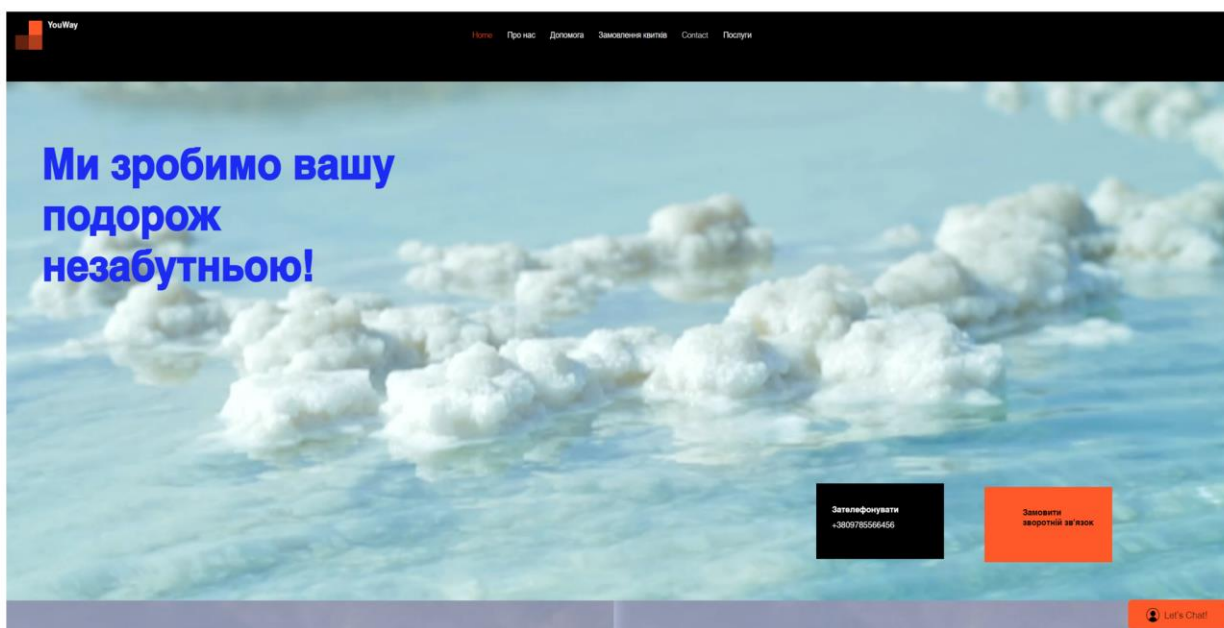 YouWay
Home Про нас Допомога Замовлення квитків Contact Послуги
Ми зробимо вашу
подорож
незабутньою!
Зателефонувати
+3809785566456
Замовити
зворотній зв'язок
Let's Chat!